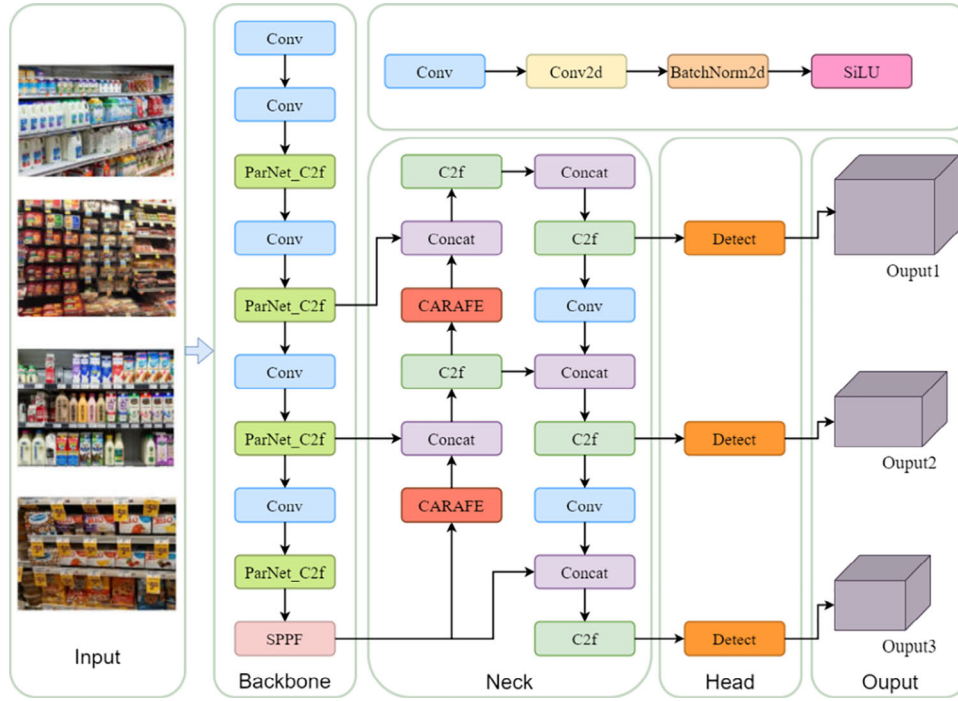 Conv
Conv
ParNet_C2f
Conv
ParNet_C2f
Conv
ParNet_C2f
Conv
ParNet_C2f
SPPF
Conv
Conv2d
BatchNorm2d
SiLU
C2f
Concat
CARAFE
C2f
Concat
CARAFE
Concat
C2f
Conv
Concat
C2f
Conv
Concat
C2f
Detect
Detect
Detect
Ouput1
Ouput2
Ouput3
Input
Backbone
Neck
Head
Ouput